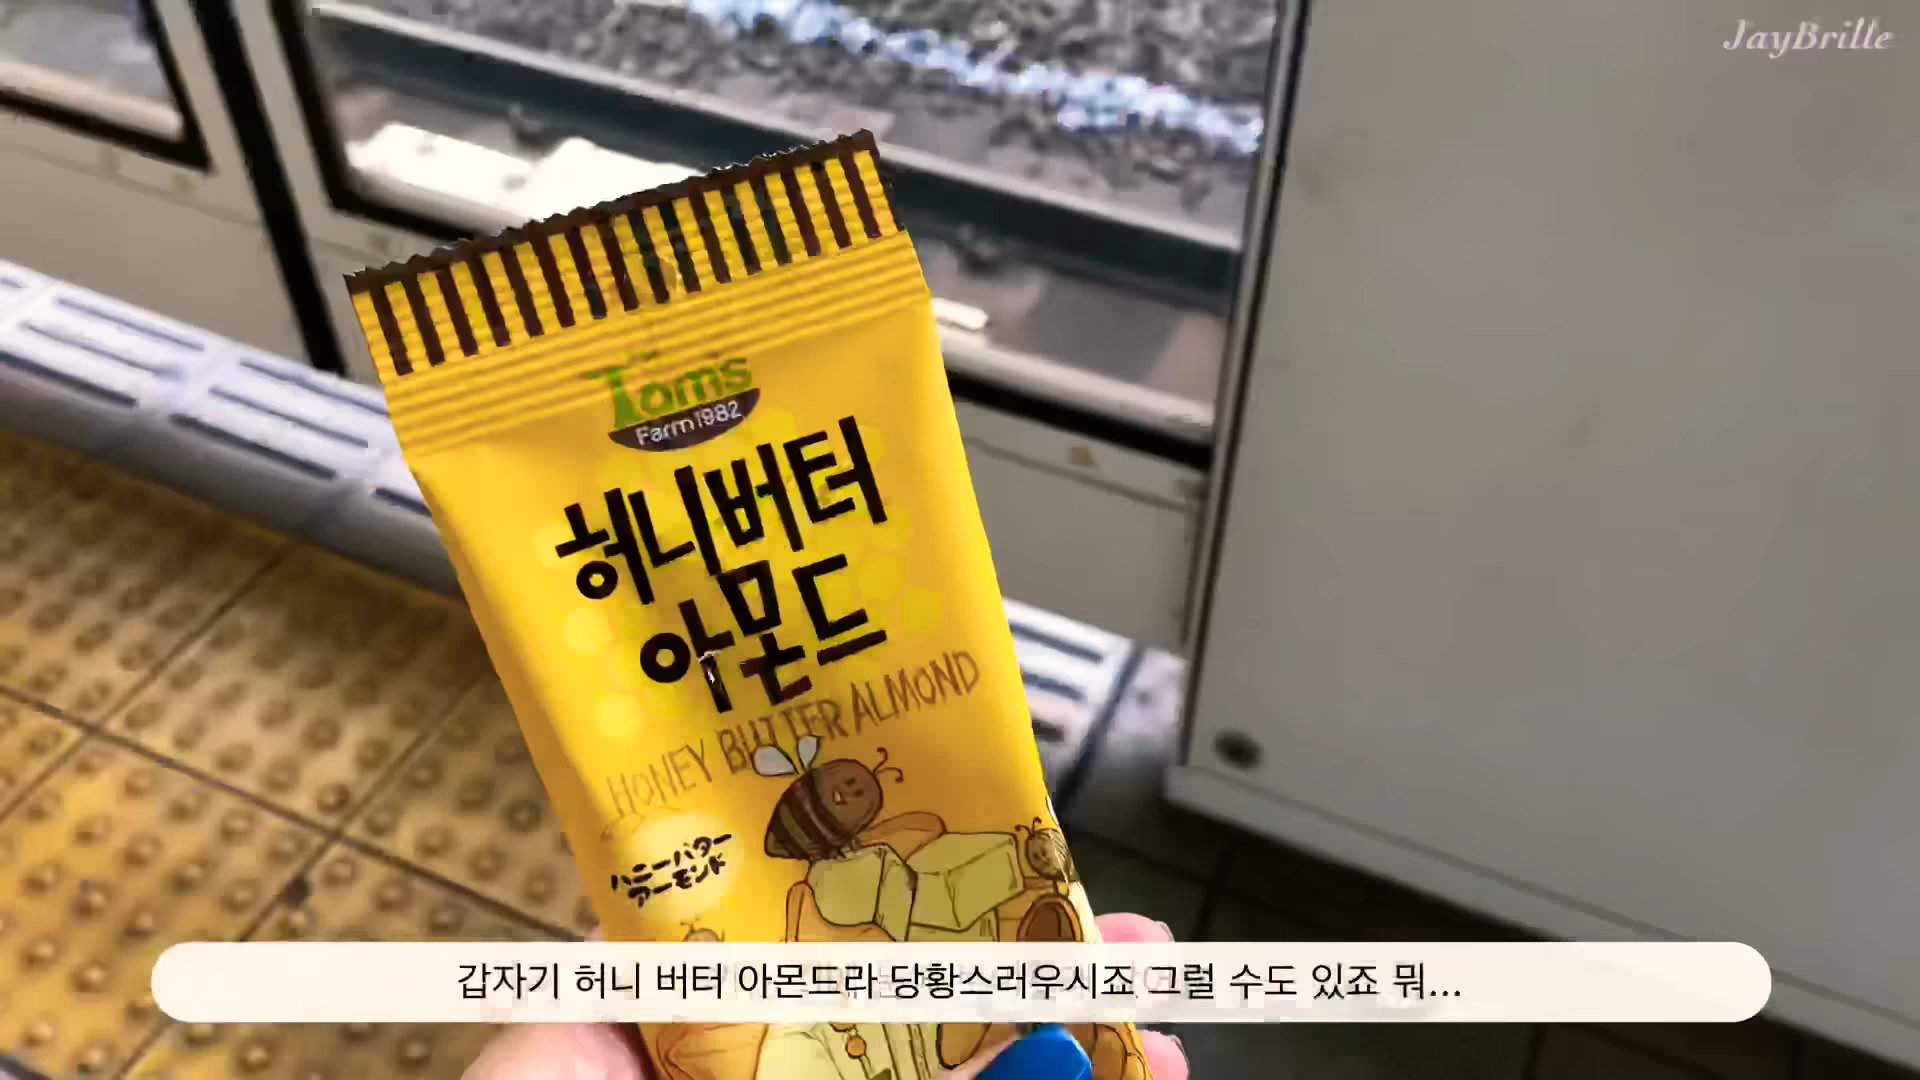 JayBrille
Tom's
Farm1982
허니버터
아몬드
HONEY BUTTER ALMOND
ハニーバター
アーモンド
갑자기 허니 버터 아몬드라 당황스러우시죠 그럴 수도 있죠 뭐...